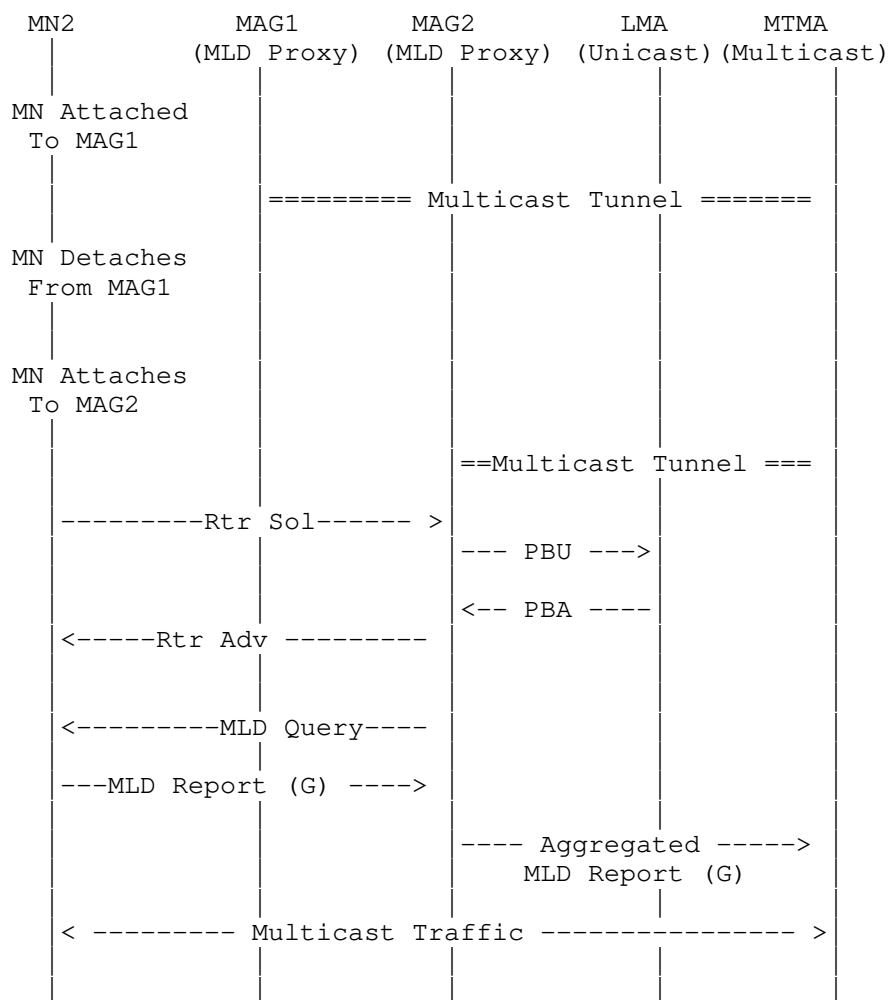 MN2 MAG1 MAG2 LMA MTMA
(MLD Proxy) (MLD Proxy) (Unicast) (Multicast)
MN Attached
To MAG1
========= Multicast Tunnel =======
MN Detaches
From MAG1
MN Attaches
To MAG2
==Multicast Tunnel ===
---------Rtr Sol------ >
--- PBU --->
<-- PBA ----
<-----Rtr Adv ---------
<---------MLD Query----
---MLD Report (G) ---->
---- Aggregated ----->
MLD Report (G)
< --------- Multicast Traffic ---------------- >